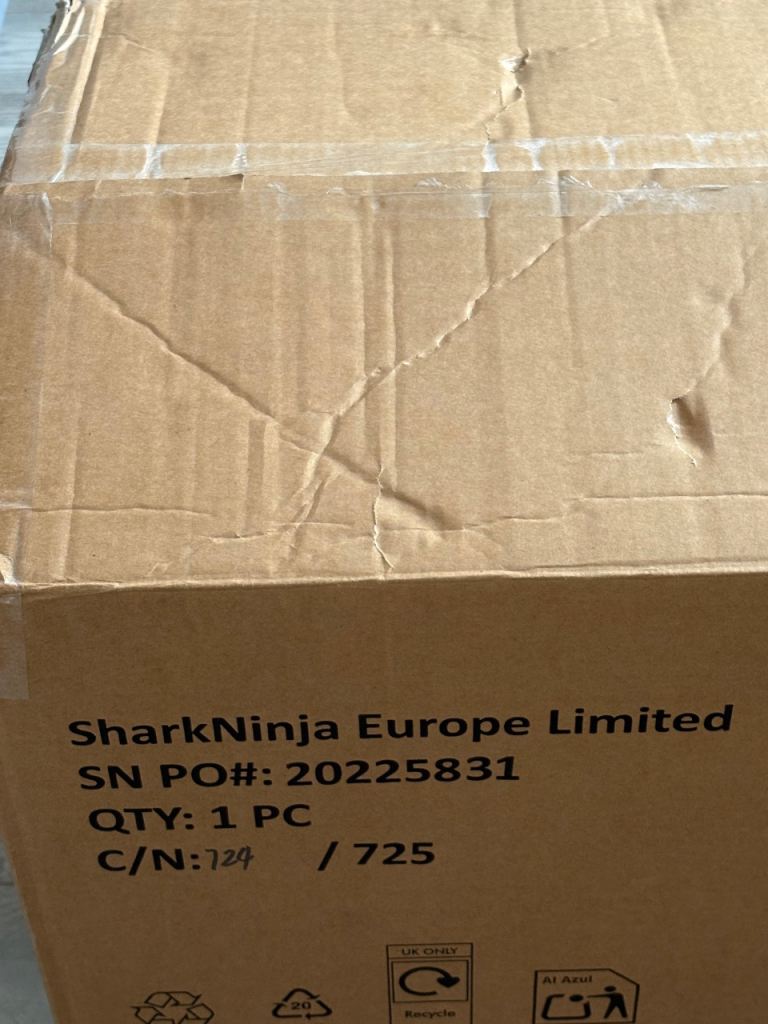 SharkNinja Europe Limited
SN PO#: 20225831
QTY: 1 PC
C/N: 724 / 725
UK ONLY
Al Azul
20
Recycle